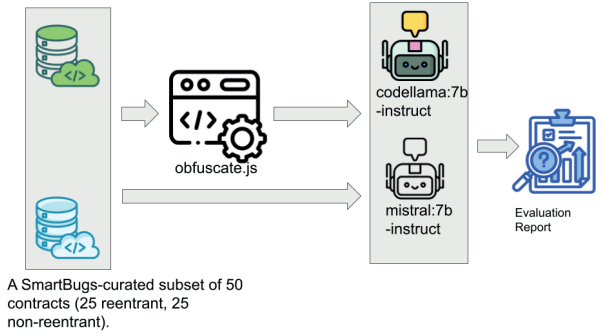 obfuscate.js
codellama:7b
-instruct
mistral:7b
-instruct
Evaluation
Report
A SmartBugs-curated subset of 50
contracts (25 reentrant, 25
non-reentrant).